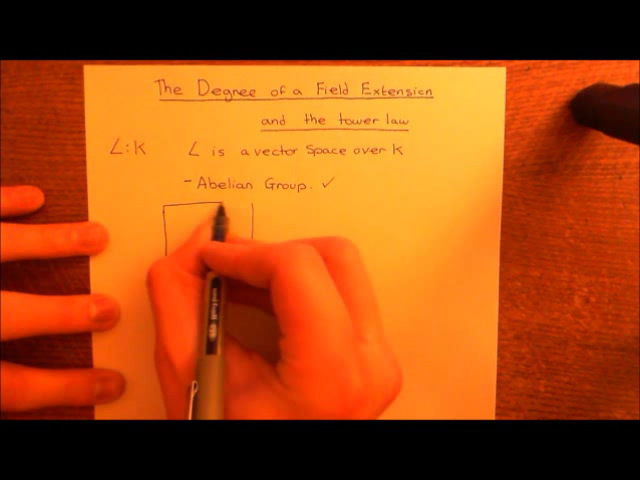 The Degree of a Field Extension
and the tower law
L:K L is a vector Space over K
- Abelian Group. ✓